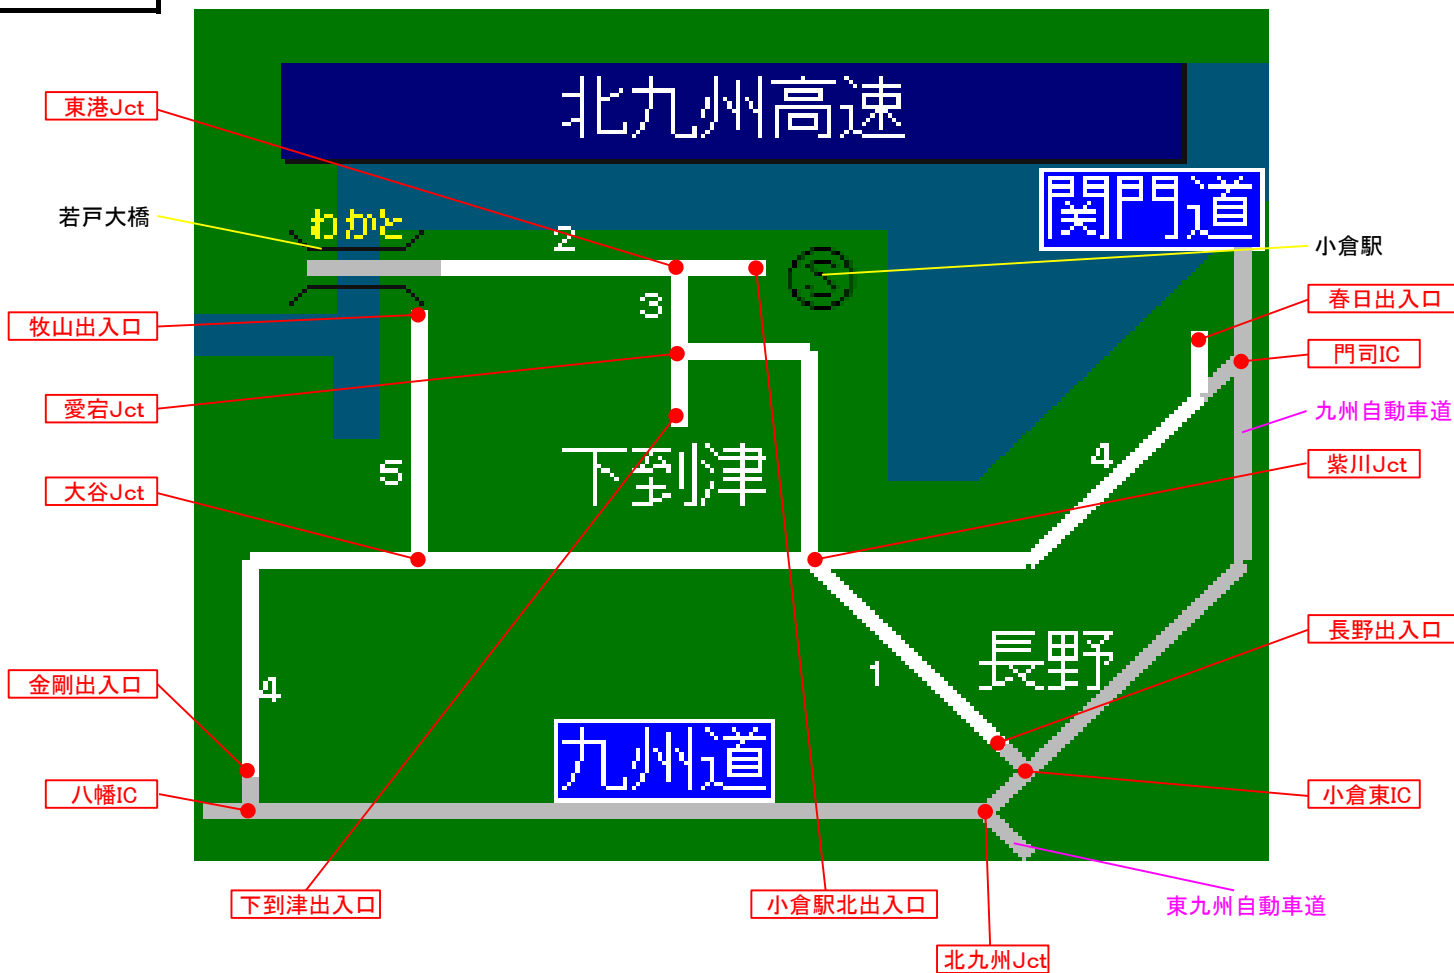 北九州高速
東港Jct
関門道
若戸大橋
わかと
2
小倉駅
S
3
春日出入口
牧山出入口
門司IC
愛宕Jct
九州自動車道
下到津
4
5
紫川Jct
大谷Jct
長野出入口
長野
1
金剛出入口
4
九州道
八幡IC
小倉東IC
下到津出入口
小倉駅北出入口
東九州自動車道
北九州Jct